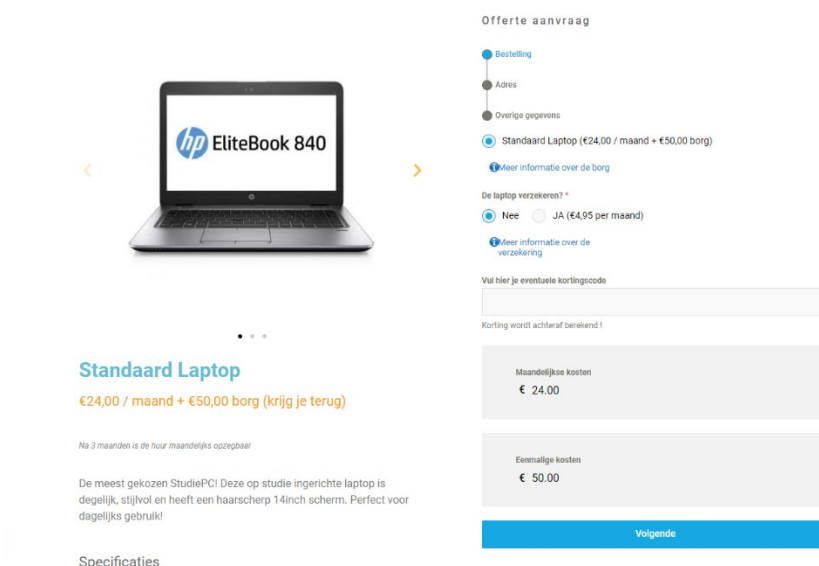 hp EliteBook 840
Standaard Laptop
€24,00 / maand + €50,00 borg (krijg je terug)
Na 3 maanden is de huur maandelijks opzegbaar
De meest gekozen StudiePC! Deze op studie ingerichte laptop is
degelijk, stijlvol en heeft een haarscherp 14inch scherm. Perfect voor
dagelijks gebruik!
Specificaties
Offerte aanvraag
Bestelling
Adres
Overige gegevens
Standaard Laptop (€24,00 / maand + €50,00 borg)
Meer informatie over de borg
De laptop verzekeren? *
Nee JA (€4,95 per maand)
Meer informatie over de
verzekering
Vul hier je eventuele kortingscode
Korting wordt achteraf berekend !
Maandelijkse kosten
€ 24.00
Eenmalige kosten
€ 50.00
Volgende